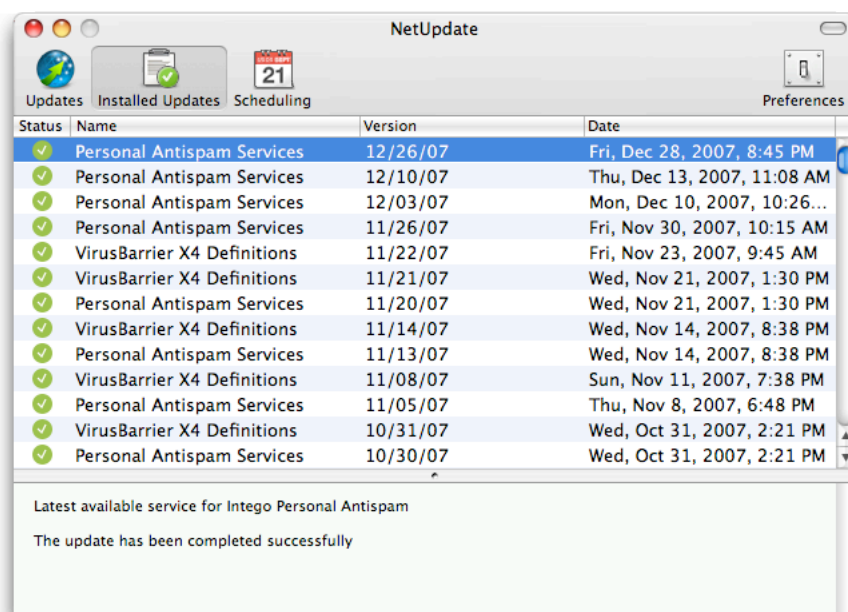 NetUpdate
Updates Installed Updates Scheduling Preferences
21
Status Name Version Date
Personal Antispam Services 12/26/07 Fri, Dec 28, 2007, 8:45 PM
Personal Antispam Services 12/10/07 Thu, Dec 13, 2007, 11:08 AM
Personal Antispam Services 12/03/07 Mon, Dec 10, 2007, 10:26...
Personal Antispam Services 11/26/07 Fri, Nov 30, 2007, 10:15 AM
VirusBarrier X4 Definitions 11/22/07 Fri, Nov 23, 2007, 9:45 AM
VirusBarrier X4 Definitions 11/21/07 Wed, Nov 21, 2007, 1:30 PM
Personal Antispam Services 11/20/07 Wed, Nov 21, 2007, 1:30 PM
VirusBarrier X4 Definitions 11/14/07 Wed, Nov 14, 2007, 8:38 PM
Personal Antispam Services 11/13/07 Wed, Nov 14, 2007, 8:38 PM
VirusBarrier X4 Definitions 11/08/07 Sun, Nov 11, 2007, 7:38 PM
Personal Antispam Services 11/05/07 Thu, Nov 8, 2007, 6:48 PM
VirusBarrier X4 Definitions 10/31/07 Wed, Oct 31, 2007, 2:21 PM
Personal Antispam Services 10/30/07 Wed, Oct 31, 2007, 2:21 PM
Latest available service for Intego Personal Antispam
The update has been completed successfully